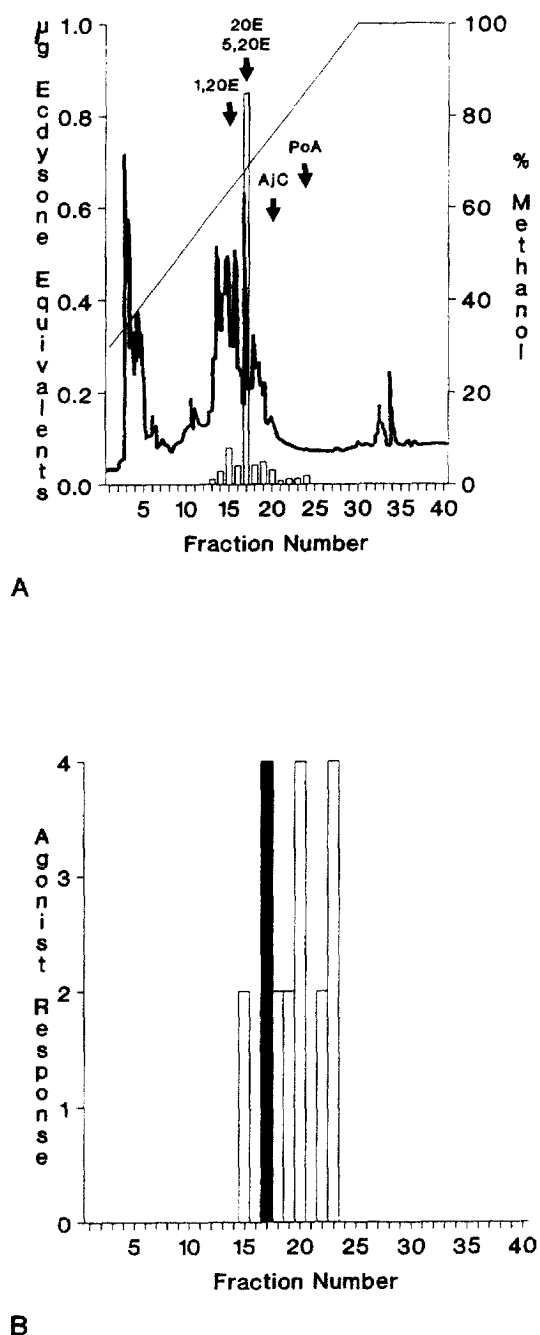 µg Ecdysone Equivalents
1.0
0.8
0.6
0.4
0.2
0.0
20E
5,20E
1,20E
PoA
AjC
100
80
60
40
20
0
% Methanol
5 10 15 20 25 30 35 40
Fraction Number
A
Agonist Response
4
3
2
1
0
5 10 15 20 25 30 35 40
Fraction Number
B